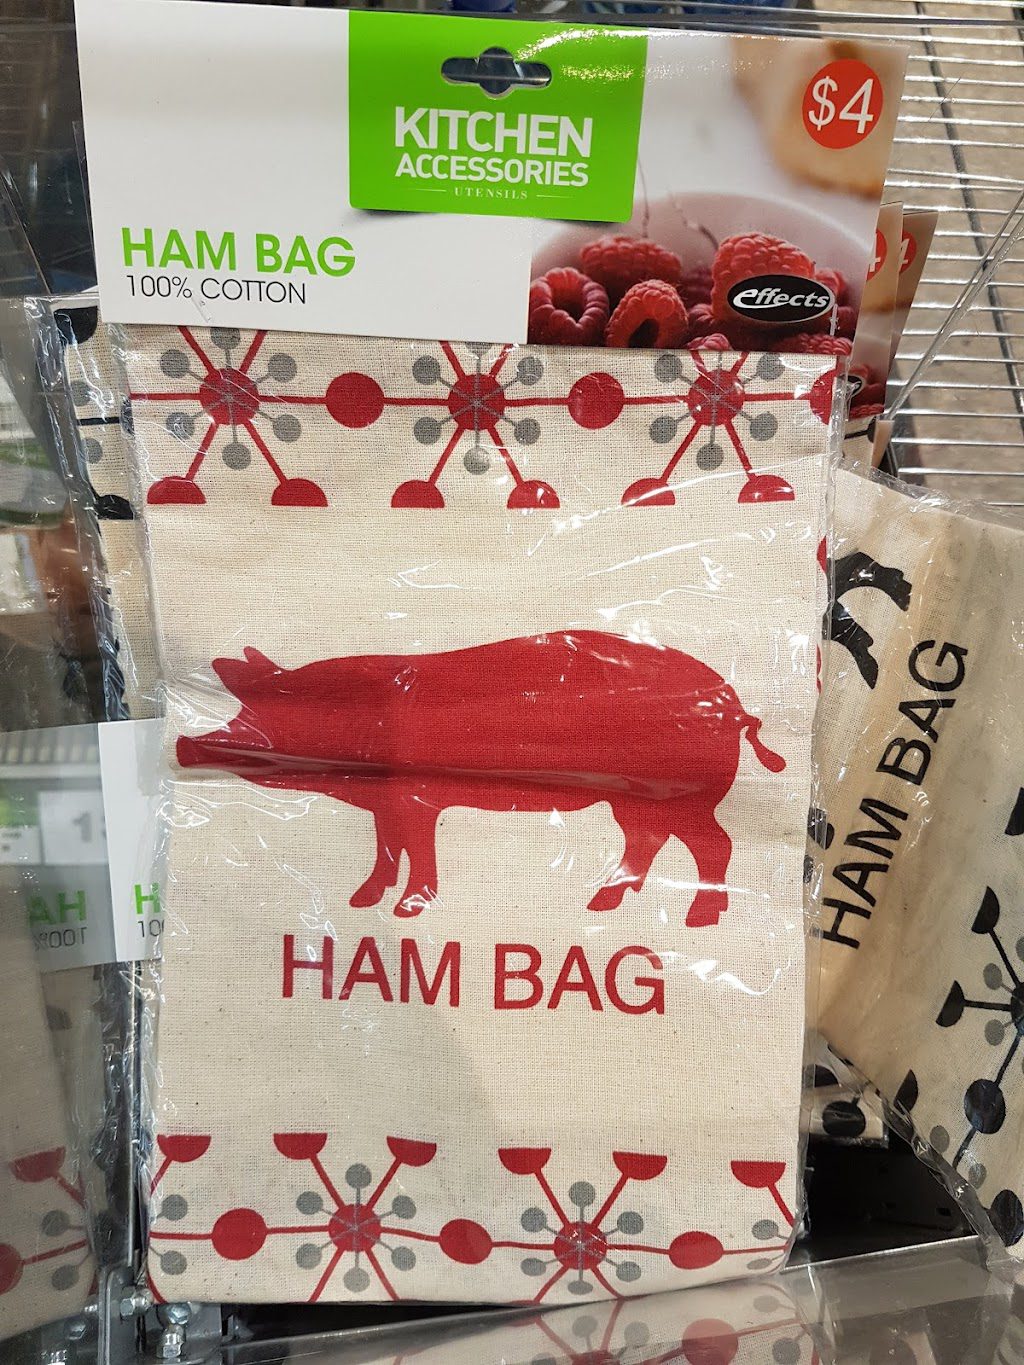 KITCHEN
ACCESSORIES
UTENSILS
$4
HAM BAG
100% COTTON
effects
HAM BAG
HAM BAG